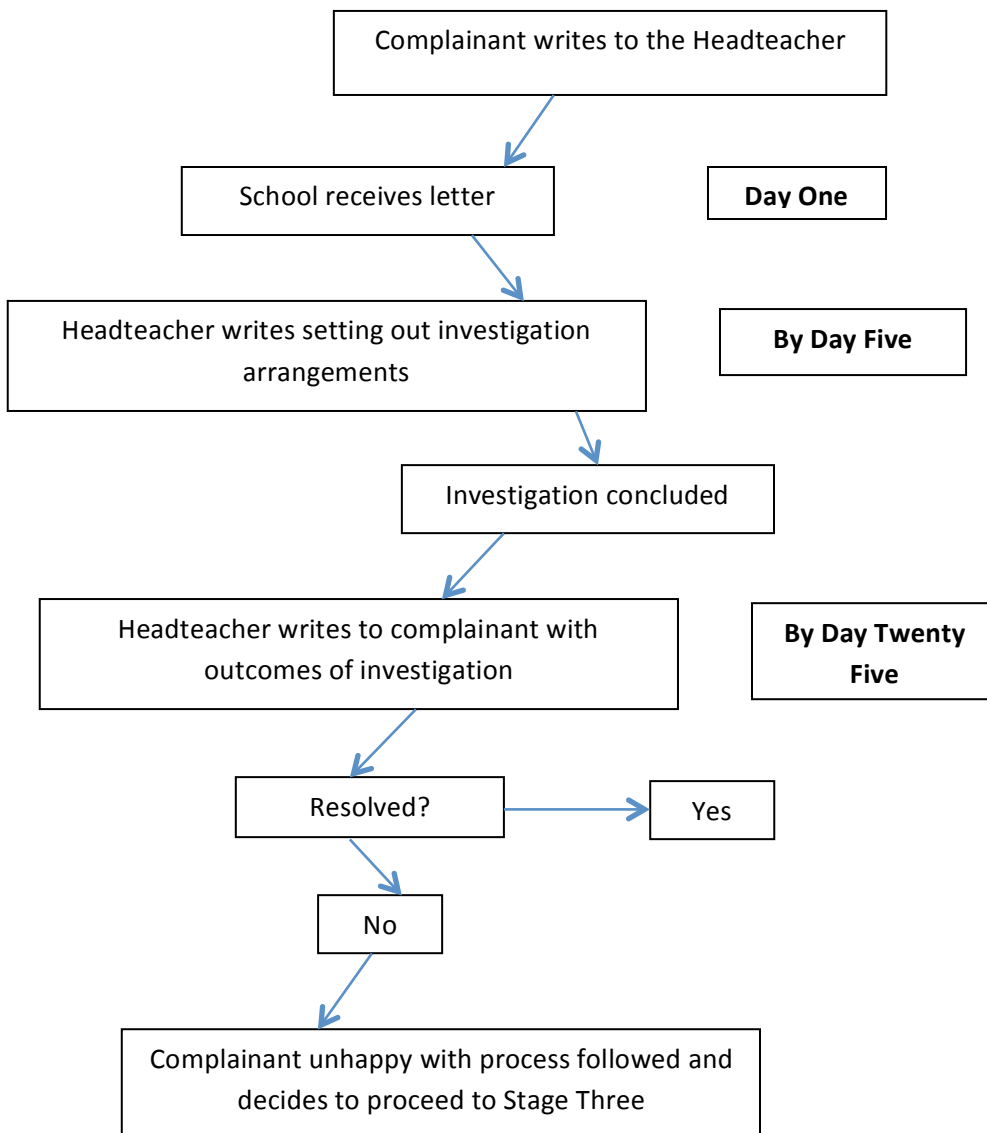 Complainant writes to the Headteacher
School receives letter
Day One
Headteacher writes setting out investigation
arrangements
By Day Five
Investigation concluded
Headteacher writes to complainant with
outcomes of investigation
By Day Twenty
Five
Resolved?
Yes
No
Complainant unhappy with process followed and
decides to proceed to Stage Three